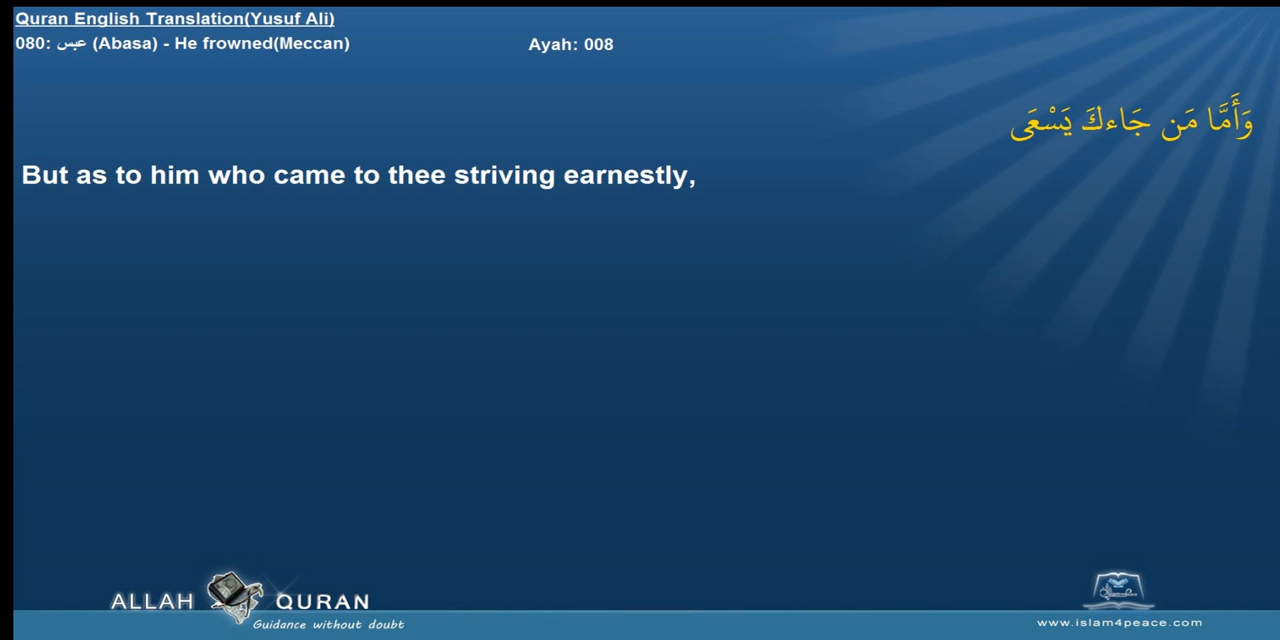 Quran English Translation(Yusuf Ali)
080: عبس (Abasa) - He frowned(Meccan)
Ayah: 008
وَأَمَّا مَن جَاءكَ يَسْعَى
But as to him who came to thee striving earnestly,
ALLAH QURAN
Guidance without doubt
www.islam4peace.com